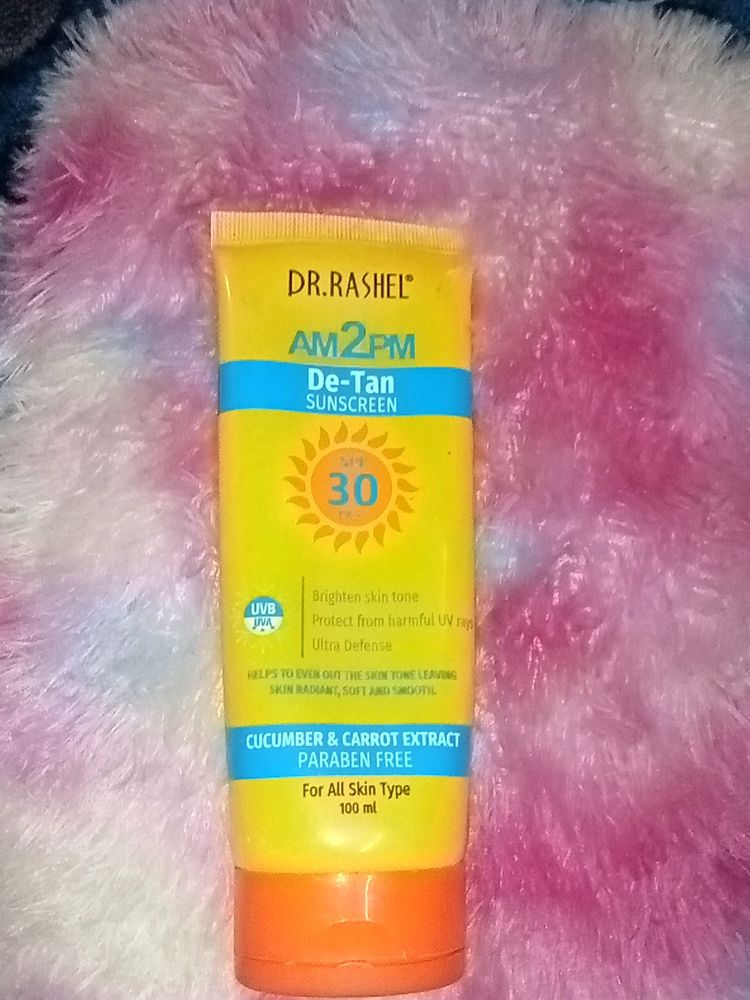 DR.RASHEL®
AM2PM
De-Tan
SUNSCREEN
SPF
30
UVB
UVA
Brighten skin tone
Protect from harmful UV rays
Ultra Defense
HELPS TO EVEN OUT THE SKIN TONE LEAVING
SKIN RADIANT, SOFT AND SMOOTH.
CUCUMBER & CARROT EXTRACT
PARABEN FREE
For All Skin Type
100 ml